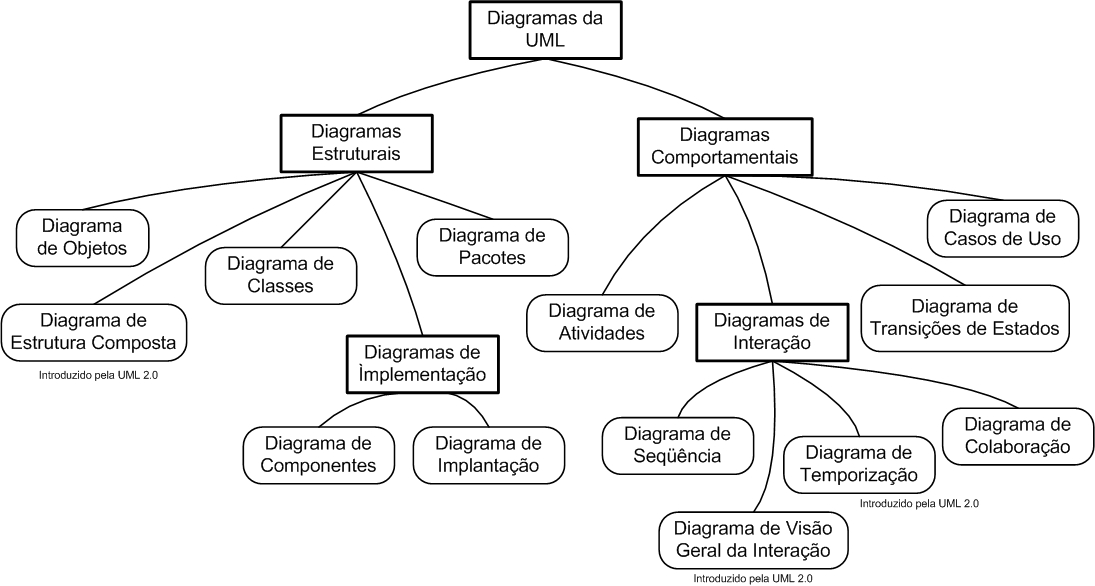 Diagramas da
UML
Diagramas
Estruturais
Diagramas
Comportamentais
Diagrama
de Objetos
Diagrama de
Pacotes
Diagrama de
Casos de Uso
Diagrama de
Classes
Diagrama de
Estrutura Composta
Introduzido pela UML 2.0
Diagrama de
Atividades
Diagramas de
Interação
Diagrama de
Transições de Estados
Diagramas de
Ìmplementação
Diagrama de
Componentes
Diagrama de
Implantação
Diagrama de
Seqüência
Diagrama de
Temporização
Introduzido pela UML 2.0
Diagrama de
Colaboração
Diagrama de Visão
Geral da Interação
Introduzido pela UML 2.0